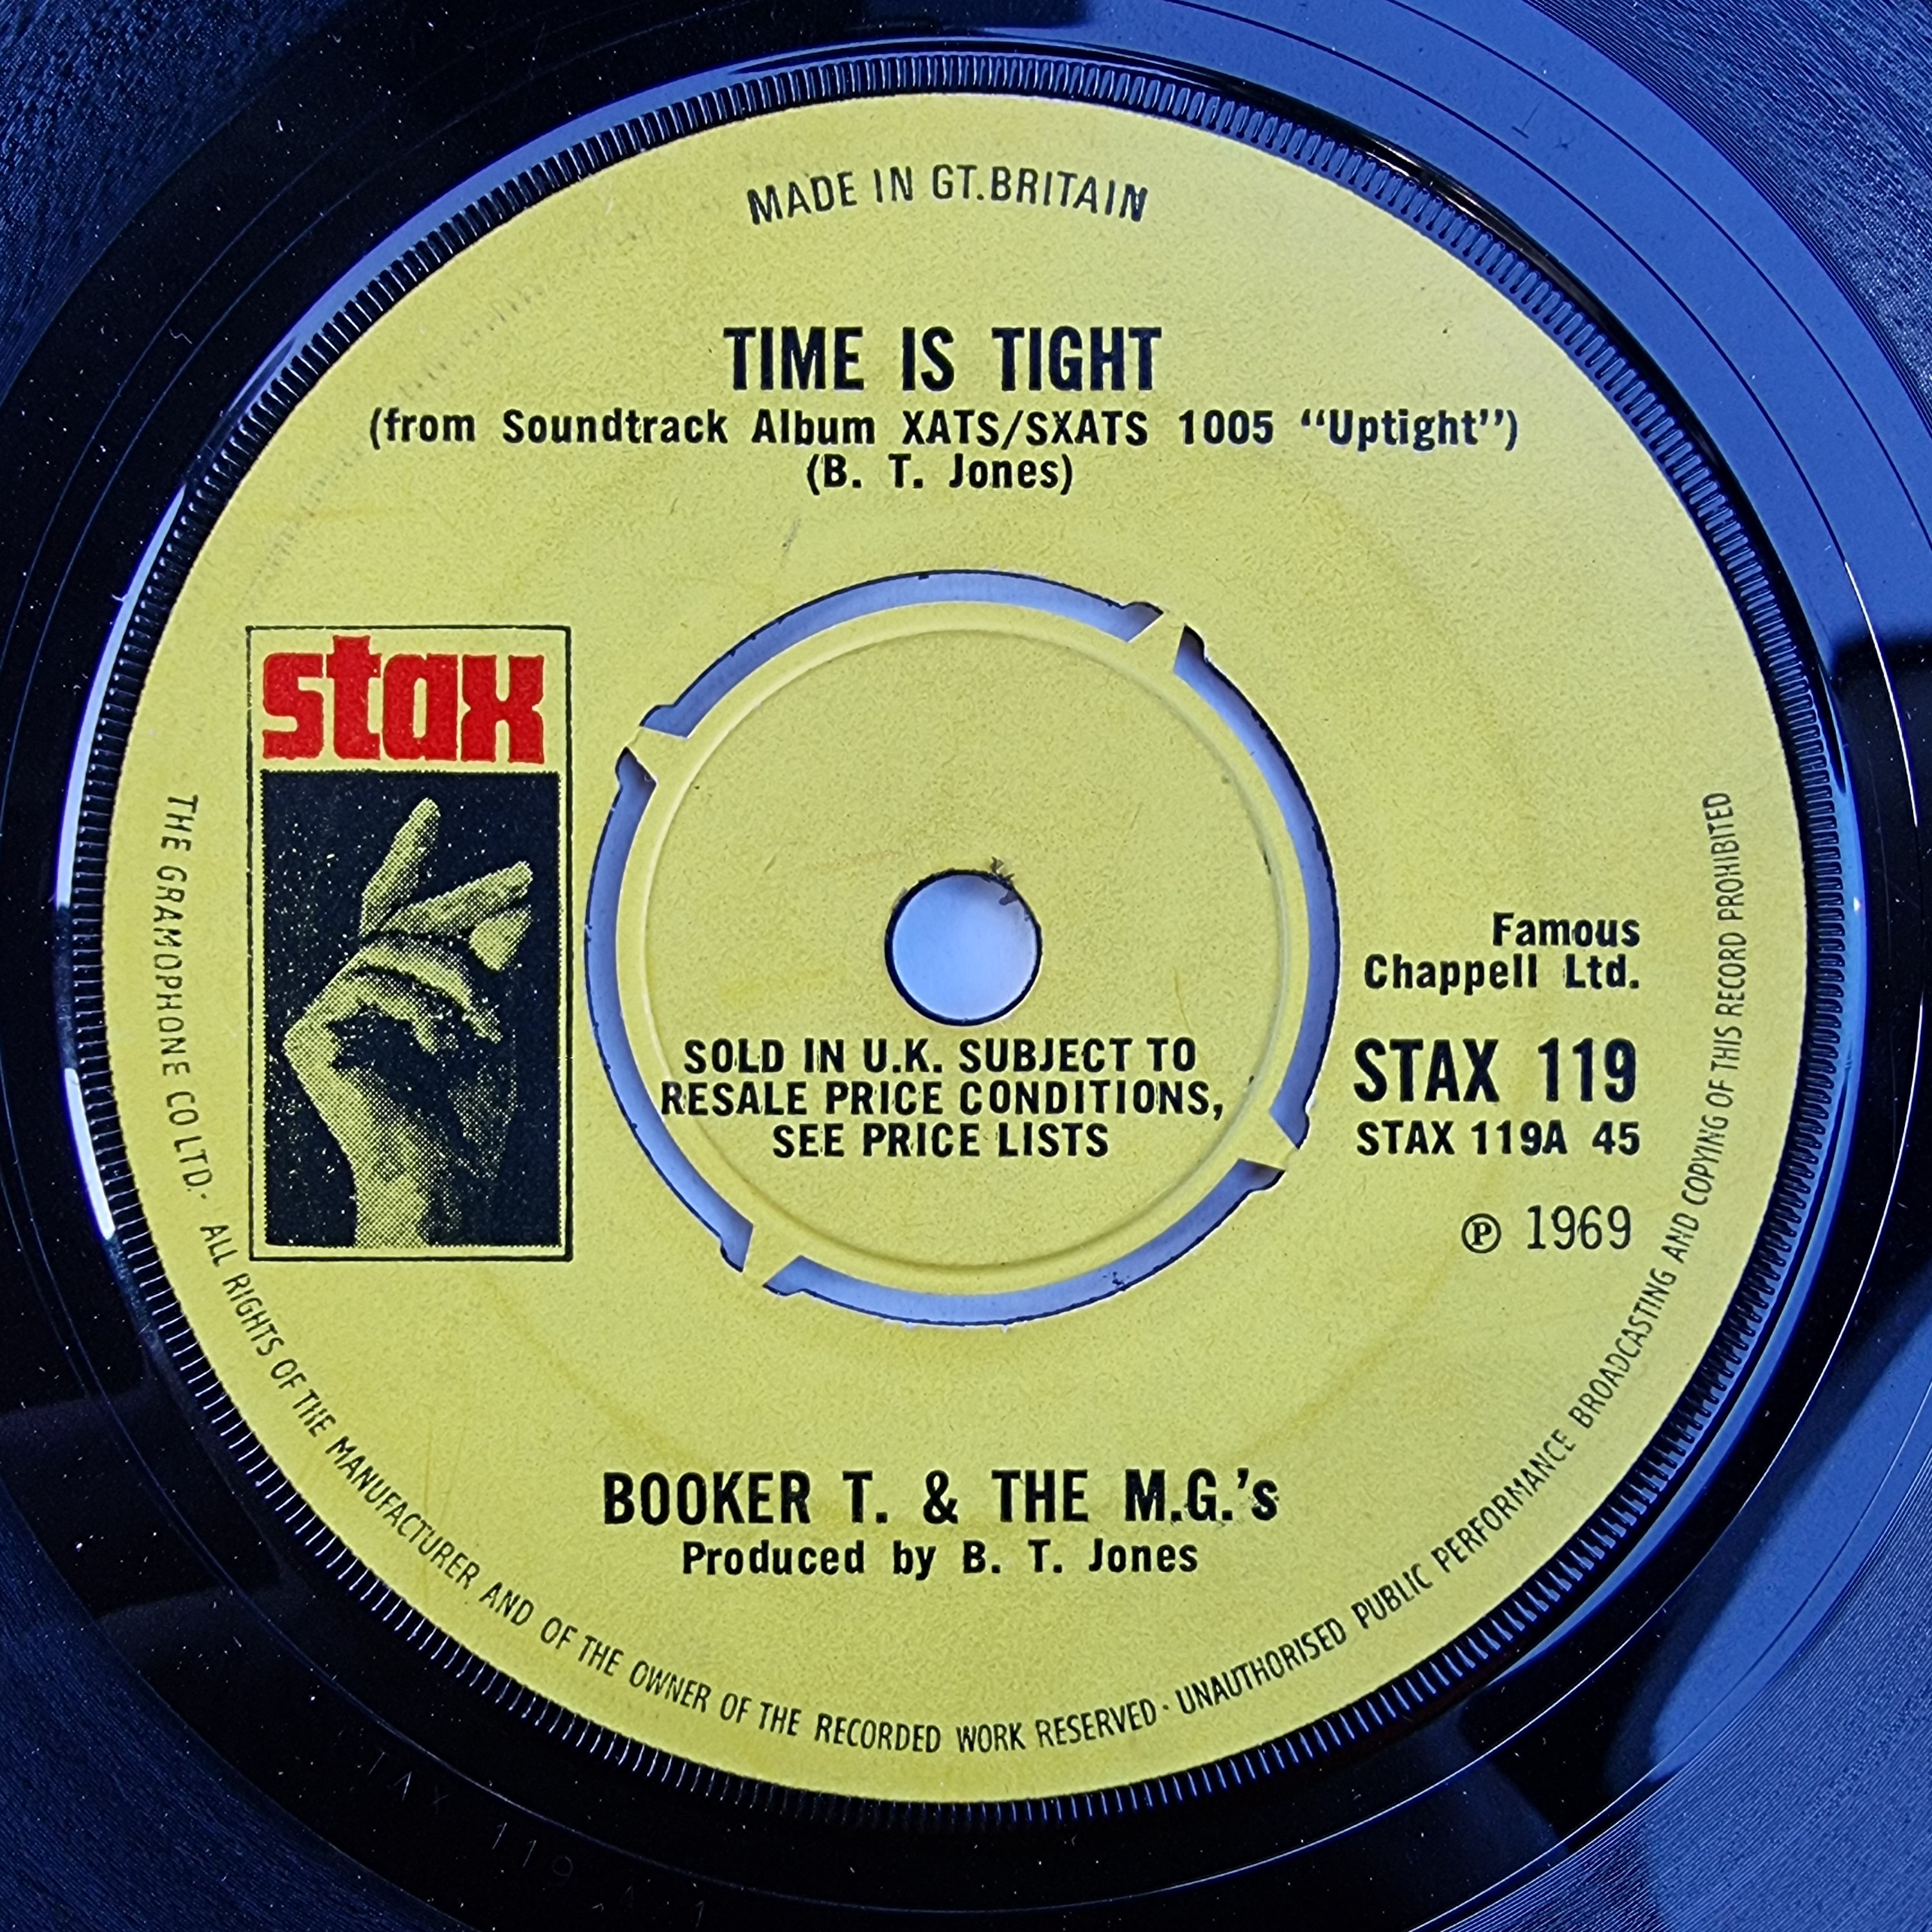 MADE IN GT.BRITAIN
TIME IS TIGHT
(from Soundtrack Album XATS/SXATS 1005 “Uptight”)
(B. T. Jones)
stax
SOLD IN U.K. SUBJECT TO
RESALE PRICE CONDITIONS,
SEE PRICE LISTS
Famous
Chappell Ltd.
STAX 119
STAX 119A 45
℗ 1969
BOOKER T. & THE M.G.’s
Produced by B. T. Jones
THE GRAMOPHONE CO LTD.· ALL RIGHTS OF THE MANUFACTURER AND OF THE OWNER OF THE RECORDED WORK RESERVED · UNAUTHORISED PUBLIC PERFORMANCE BROADCASTING AND COPYING OF THIS RECORD PROHIBITED